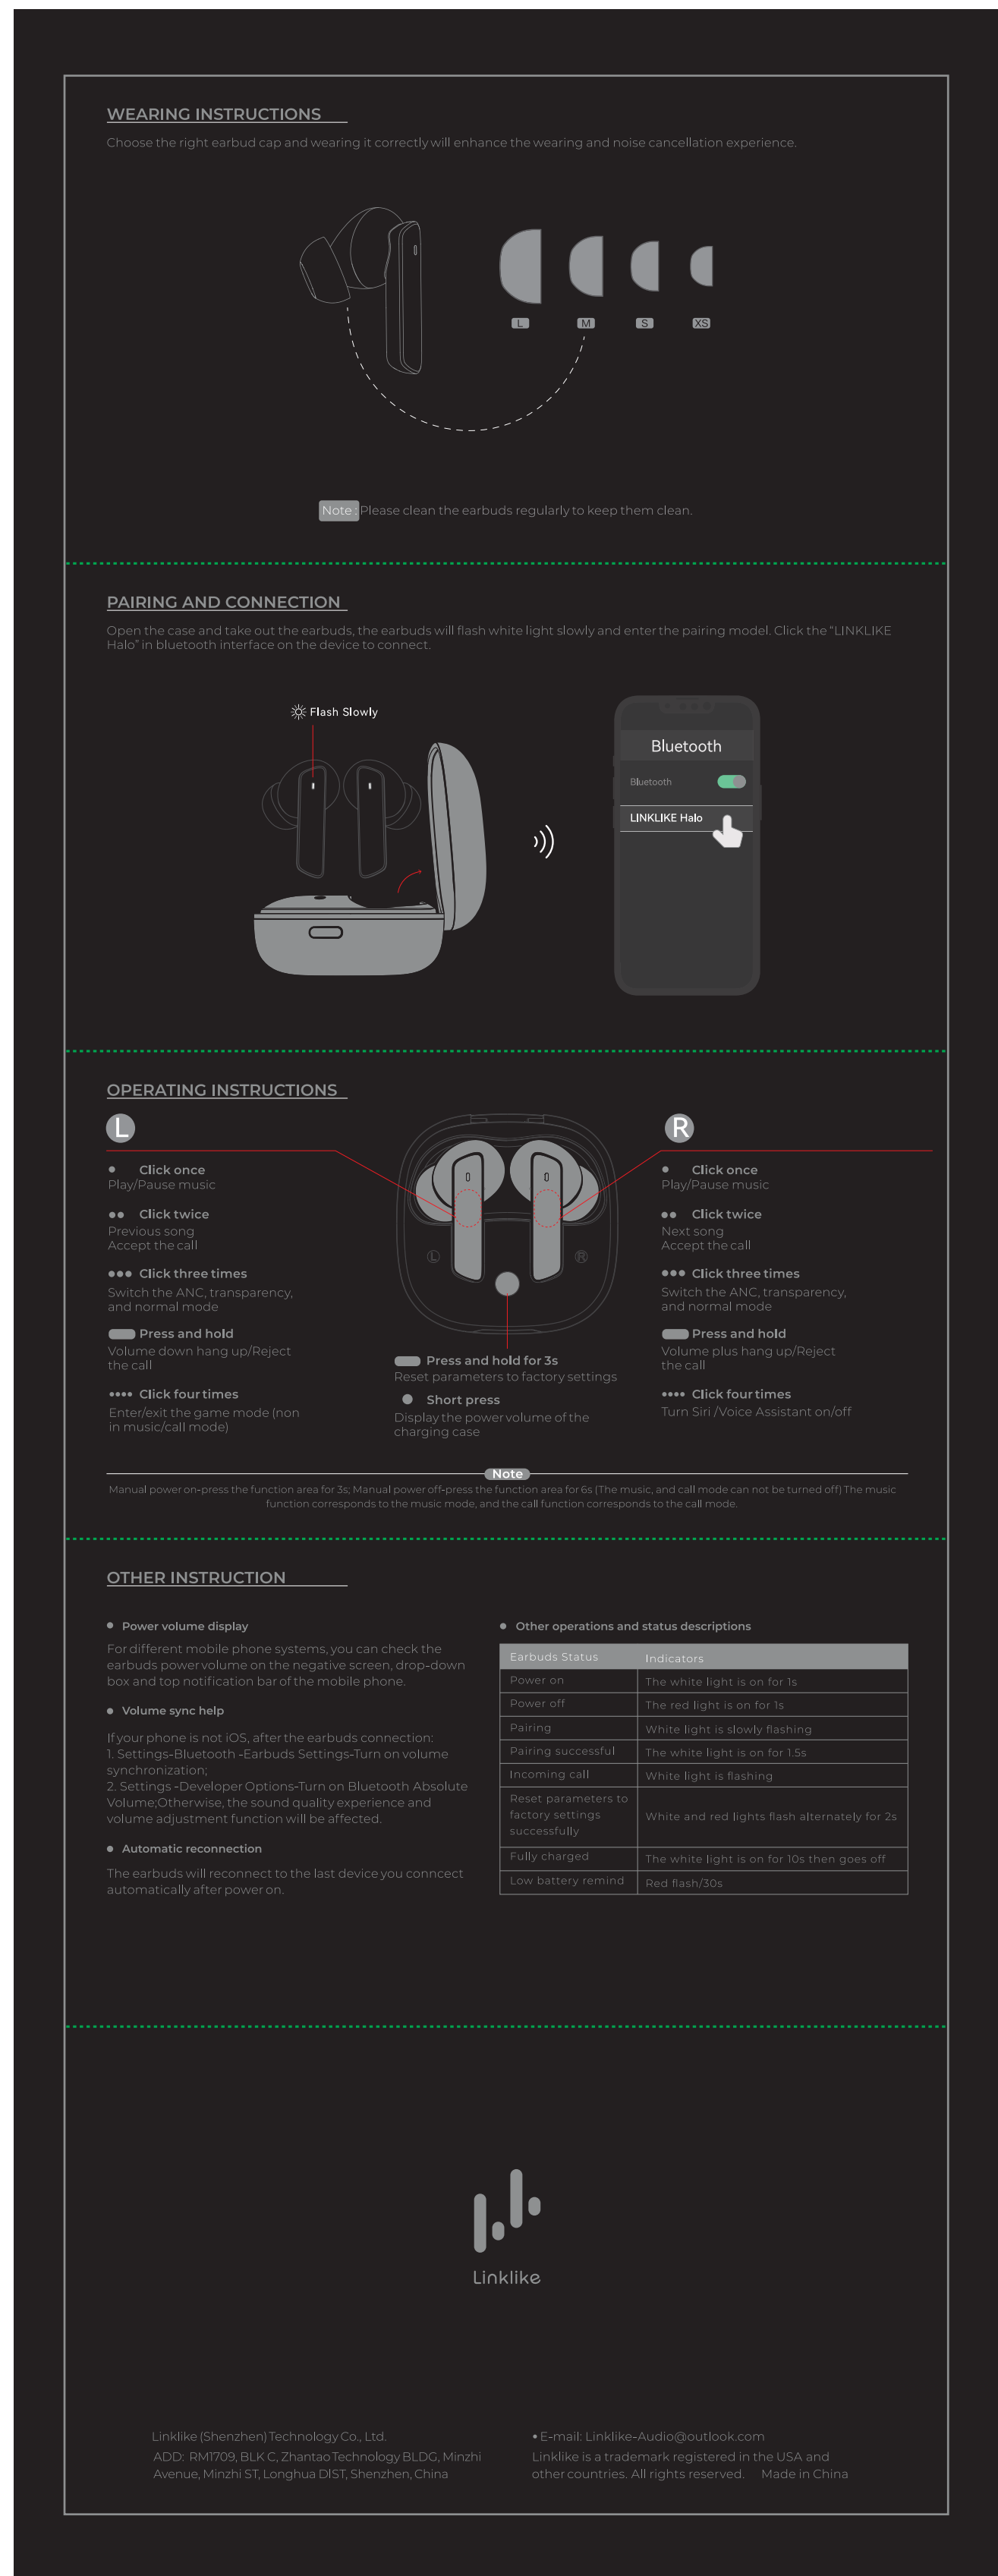 WEARING INSTRUCTIONS
Choose the right earbud cap and wearing it correctly will enhance the wearing and noise cancellation experience.
L M S XS
Note : Please clean the earbuds regularly to keep them clean.
PAIRING AND CONNECTION
Open the case and take out the earbuds, the earbuds will flash white light slowly and enter the pairing model. Click the “LINKLIKE
Halo” in bluetooth interface on the device to connect.
Flash Slowly
Bluetooth
Bluetooth
LINKLIKE Halo
OPERATING INSTRUCTIONS
L
Click once
Play/Pause music
Click twice
Previous song
Accept the call
Click three times
Switch the ANC, transparency,
and normal mode
Press and hold
Volume down hang up/Reject
the call
Click four times
Enter/exit the game mode (non
in music/call mode)
L
R
Press and hold for 3s
Reset parameters to factory settings
Short press
Display the power volume of the
charging case
R
Click once
Play/Pause music
Click twice
Next song
Accept the call
Click three times
Switch the ANC, transparency,
and normal mode
Press and hold
Volume plus hang up/Reject
the call
Click four times
Turn Siri /Voice Assistant on/off
Note
Manual power on-press the function area for 3s; Manual power off-press the function area for 6s (The music, and call mode can not be turned off) The music
function corresponds to the music mode, and the call function corresponds to the call mode.
OTHER INSTRUCTION
Power volume display
For different mobile phone systems, you can check the
earbuds power volume on the negative screen, drop-down
box and top notification bar of the mobile phone.
Volume sync help
If your phone is not iOS, after the earbuds connection:
1. Settings-Bluetooth -Earbuds Settings-Turn on volume
synchronization;
2. Settings -Developer Options-Turn on Bluetooth Absolute
Volume;Otherwise, the sound quality experience and
volume adjustment function will be affected.
Automatic reconnection
The earbuds will reconnect to the last device you conncect
automatically after power on.
Other operations and status descriptions
Earbuds Status Indicators
Power on The white light is on for 1s
Power off The red light is on for 1s
Pairing White light is slowly flashing
Pairing successful The white light is on for 1.5s
Incoming call White light is flashing
Reset parameters to
factory settings
successfully
White and red lights flash alternately for 2s
Fully charged The white light is on for 10s then goes off
Low battery remind Red flash/30s
Linklike
Linklike (Shenzhen) Technology Co., Ltd.
ADD: RM1709, BLK C, Zhantao Technology BLDG, Minzhi
Avenue, Minzhi ST, Longhua DIST, Shenzhen, China
• E-mail: Linklike-Audio@outlook.com
Linklike is a trademark registered in the USA and
other countries. All rights reserved. Made in China